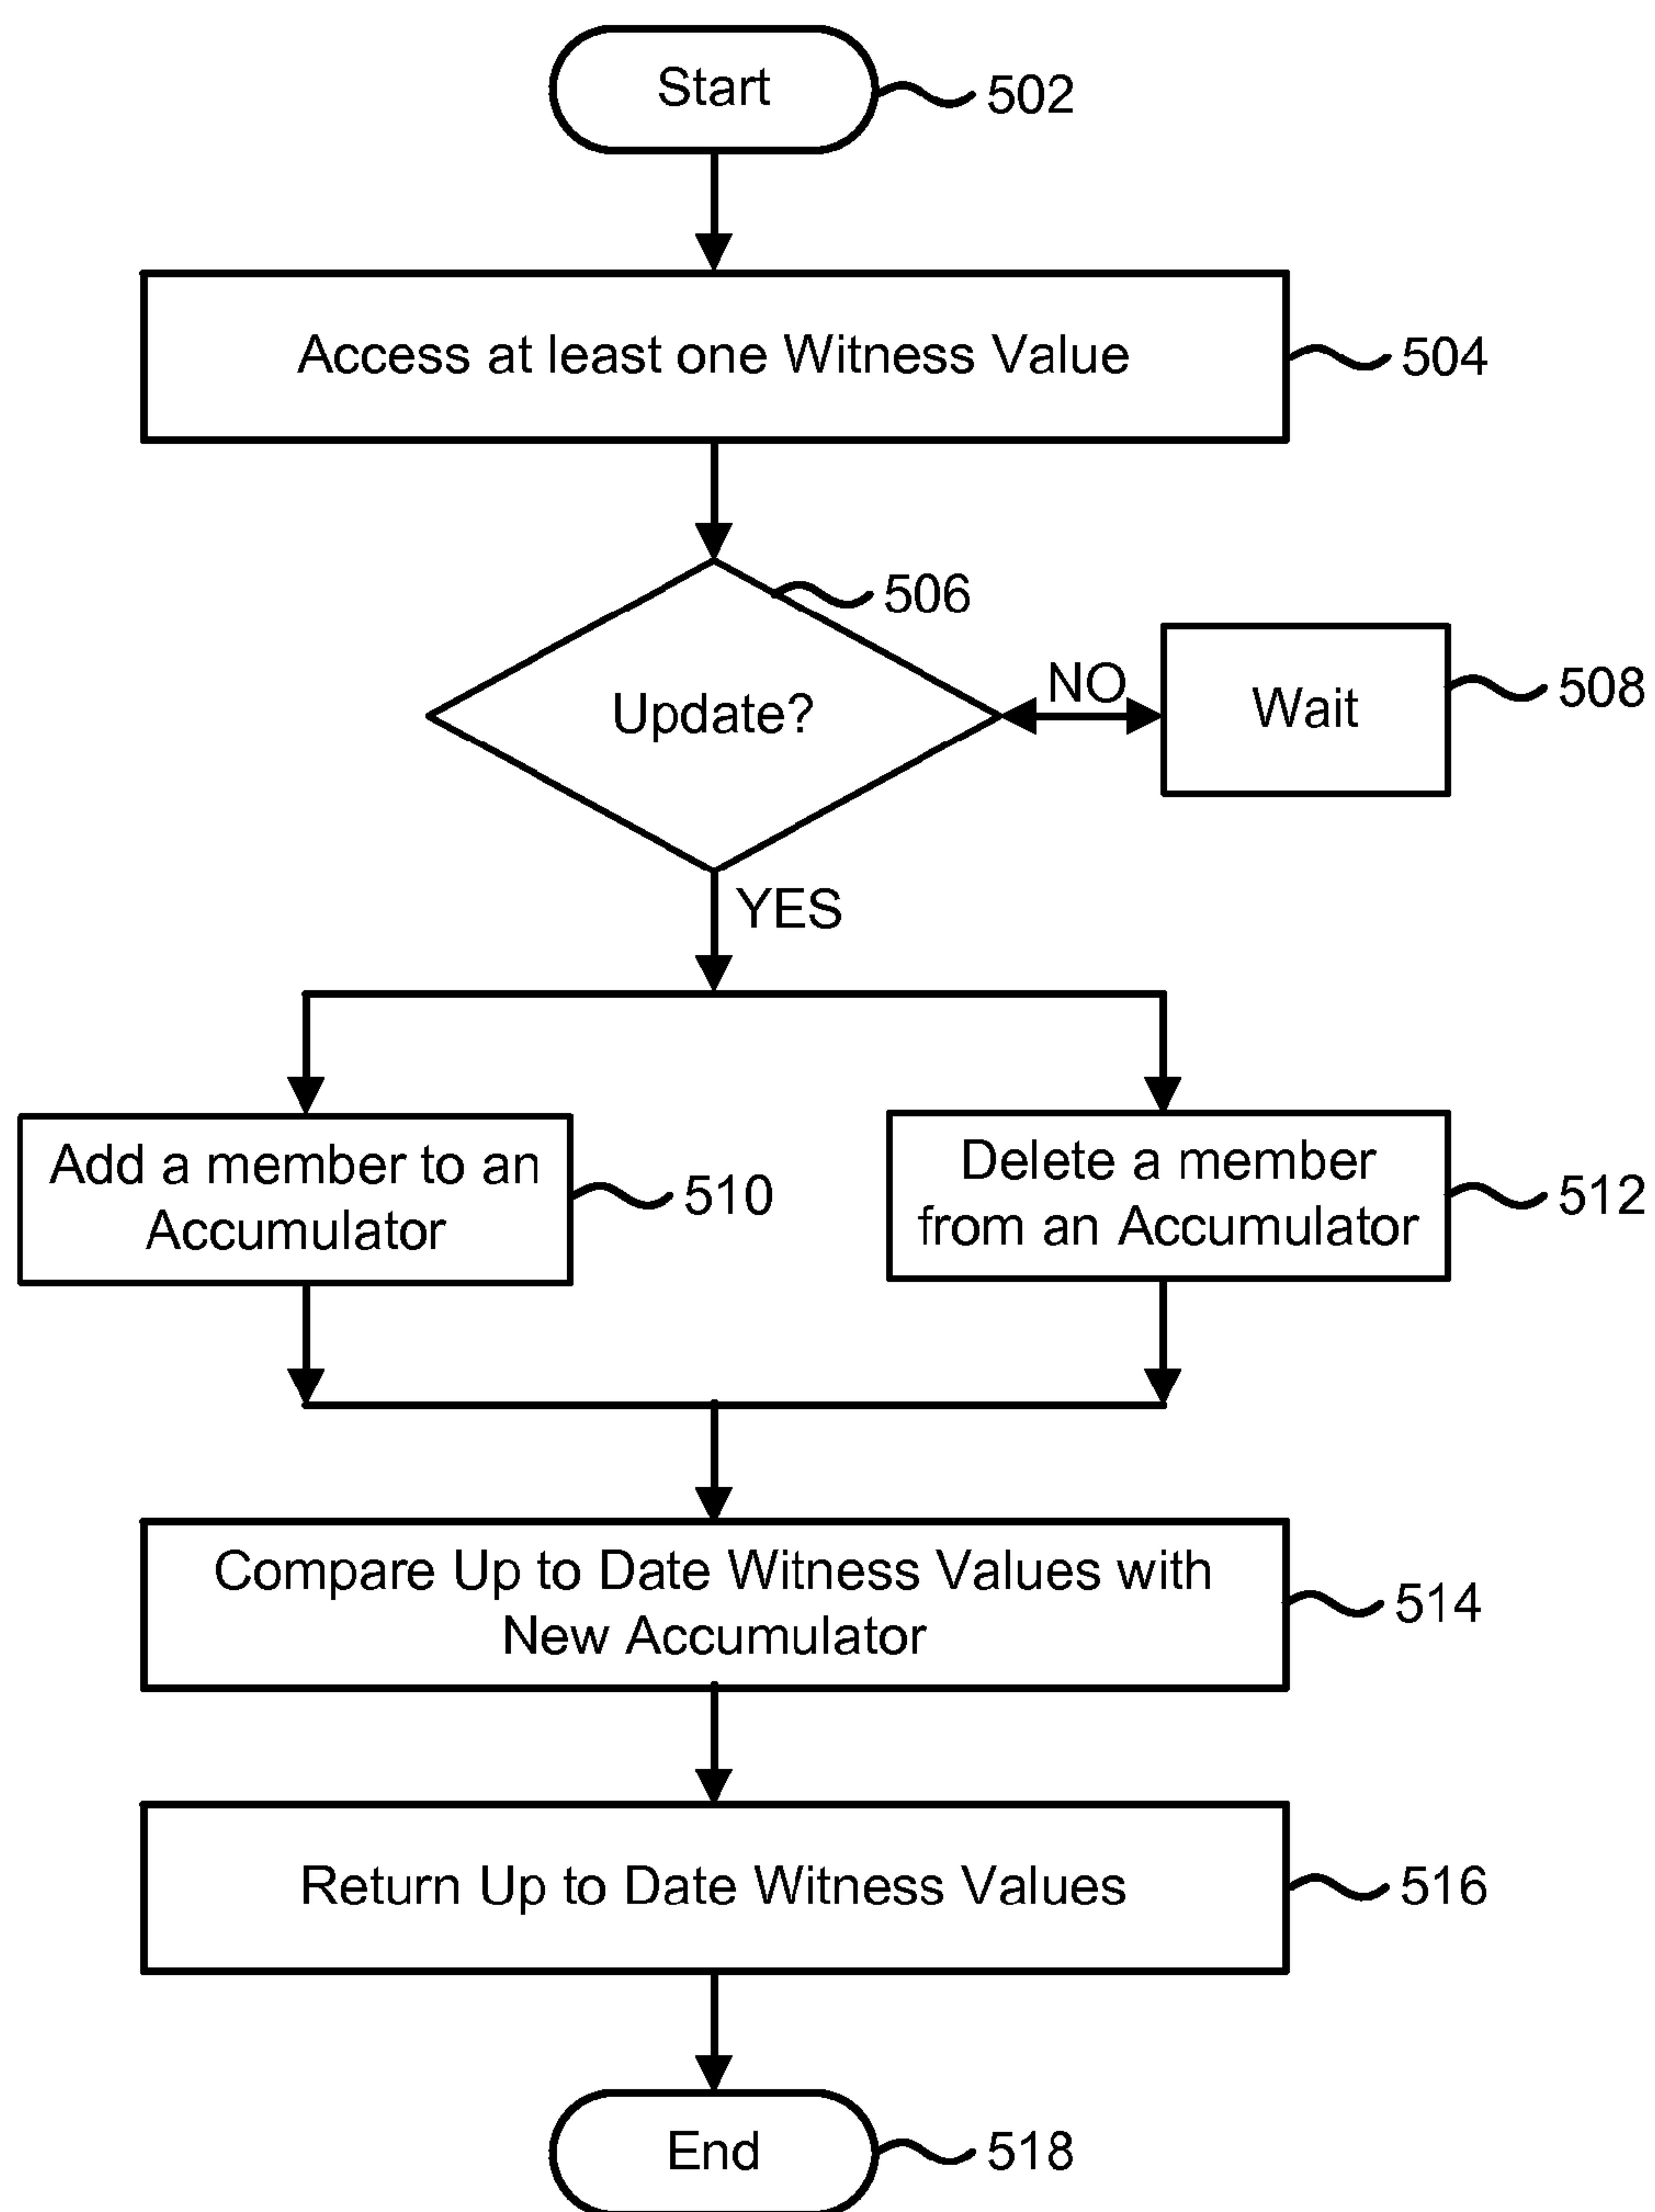 Start
502
Access at least one Witness Value
504
506
Update?
NO
Wait
508
YES
Add a member to an
Accumulator
510
Delete a member
from an Accumulator
512
Compare Up to Date Witness Values with
New Accumulator
514
Return Up to Date Witness Values
516
End
518